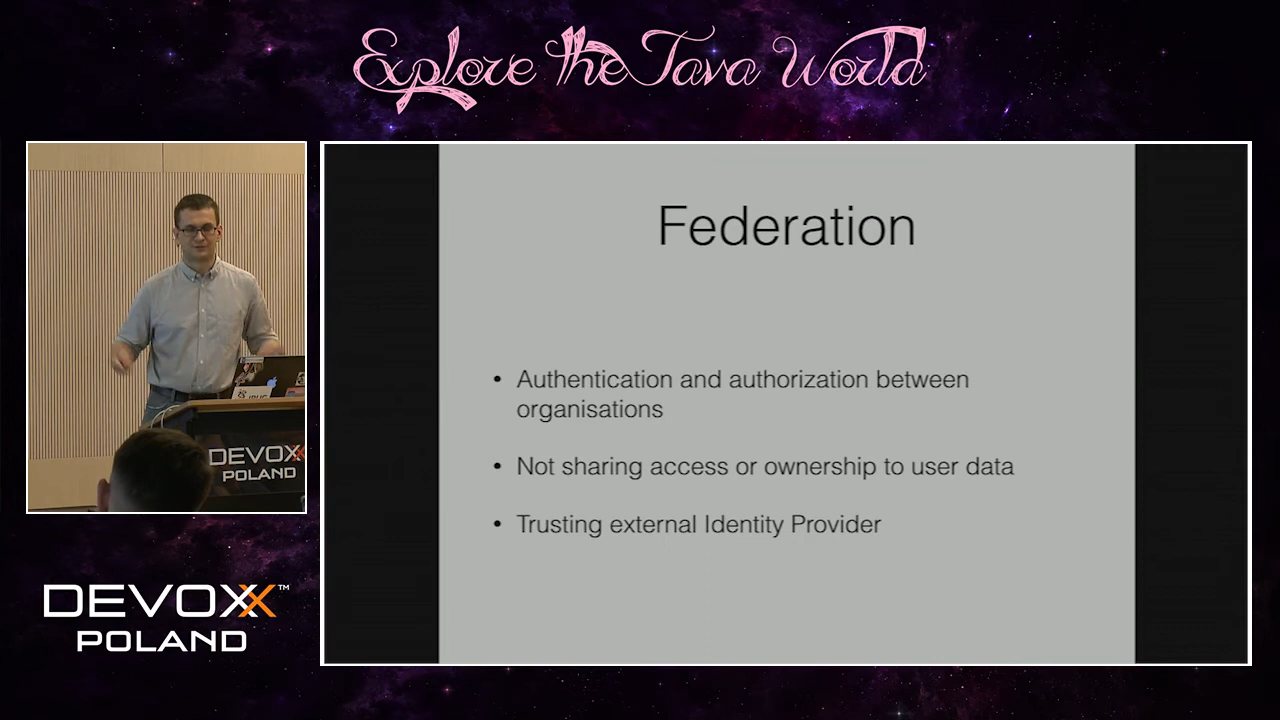 Explore the Java World
Federation
• Authentication and authorization between
organisations
• Not sharing access or ownership to user data
• Trusting external Identity Provider
DEVOXX
POLAND
DEVOXX™
POLAND